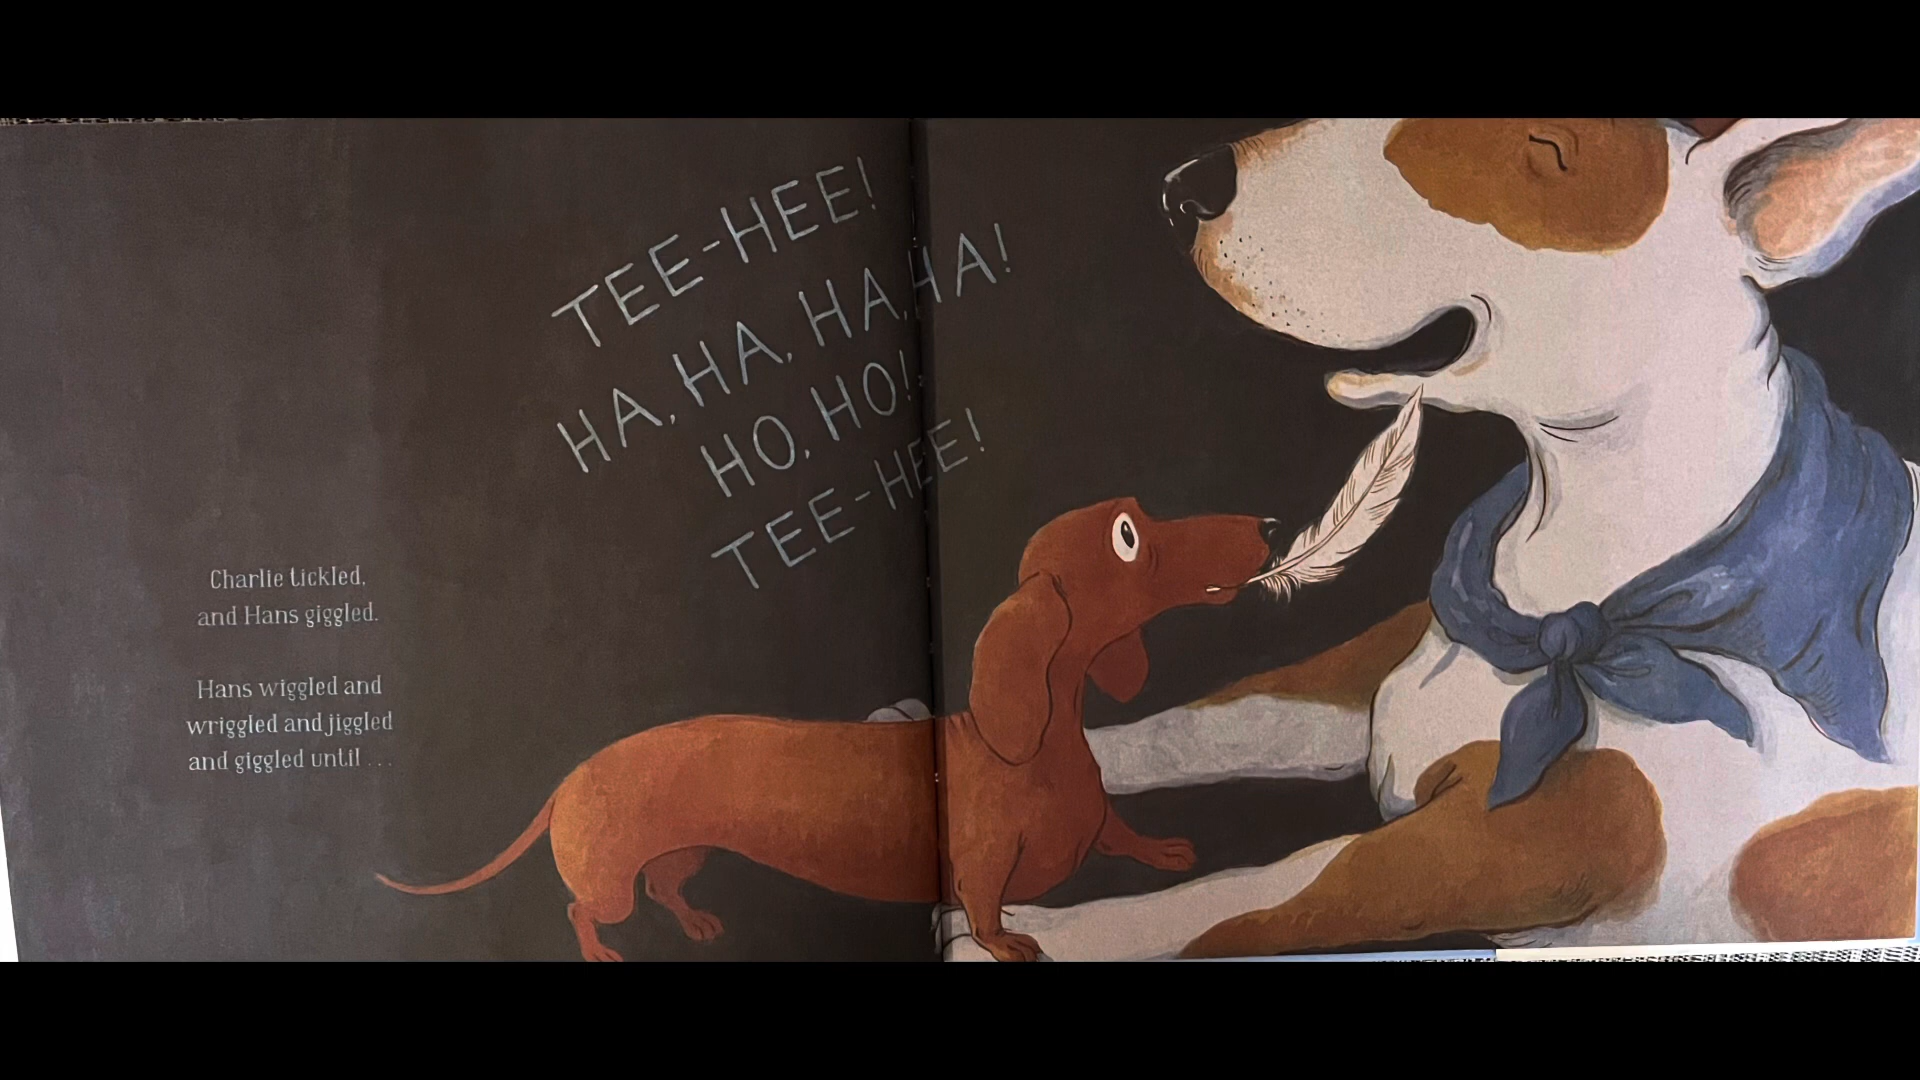 TEE-HEE!
HA, HA, HA, HA!
HO, HO!
TEE-HEE!
Charlie tickled,
and Hans giggled.
Hans wiggled and
wriggled and jiggled
and giggled until . . .